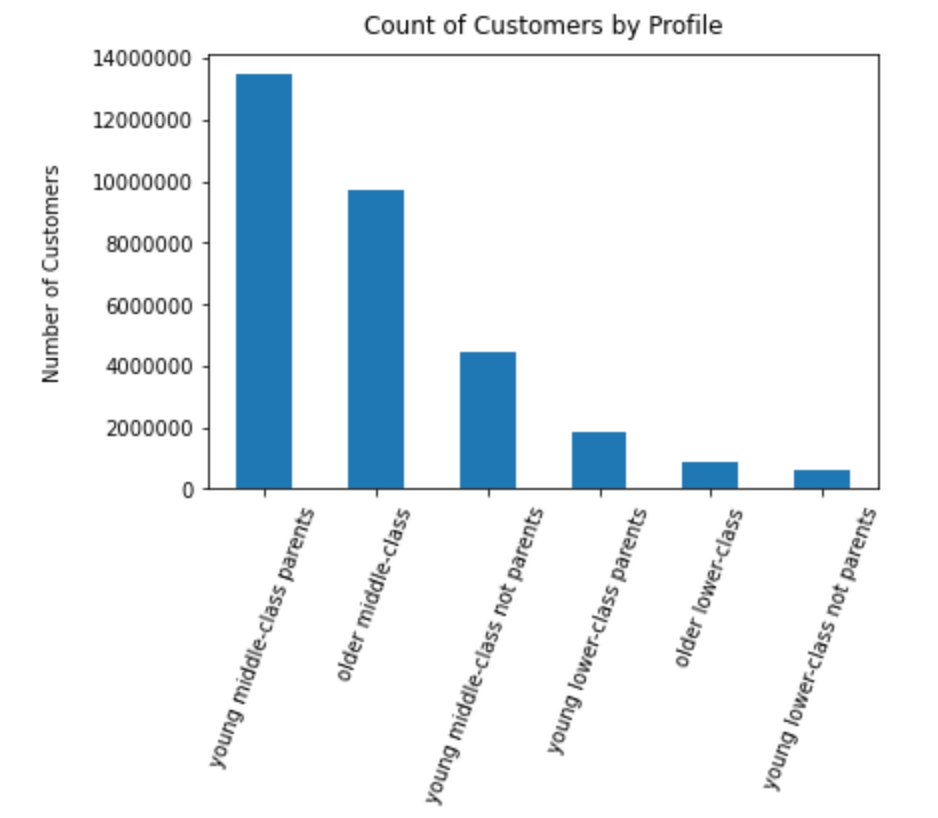 Count of Customers by Profile
14000000
12000000
10000000
8000000
6000000
4000000
2000000
0
Number of Customers
young middle-class parents
older middle-class
young middle-class not parents
young lower-class parents
older lower-class
young lower-class not parents